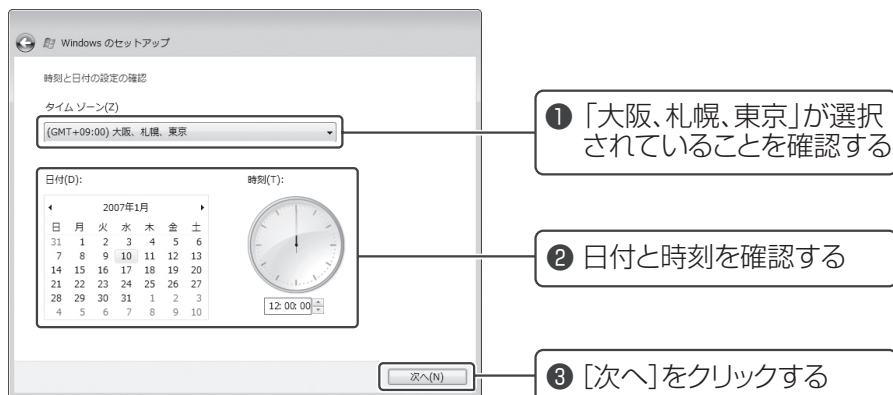 Windows のセットアップ
時刻と日付の設定の確認
タイム ゾーン(Z)
(GMT+09:00) 大阪、札幌、東京
日付(D):
2007年1月
日 月 火 水 木 金 土
31 1 2 3 4 5 6
7 8 9 10 11 12 13
14 15 16 17 18 19 20
21 22 23 24 25 26 27
28 29 30 31 1 2 3
4 5 6 7 8 9 10
時刻(T):
12:00:00
次へ(N)
❶「大阪、札幌、東京」が選択
されていることを確認する
❷ 日付と時刻を確認する
❸ [次へ]をクリックする